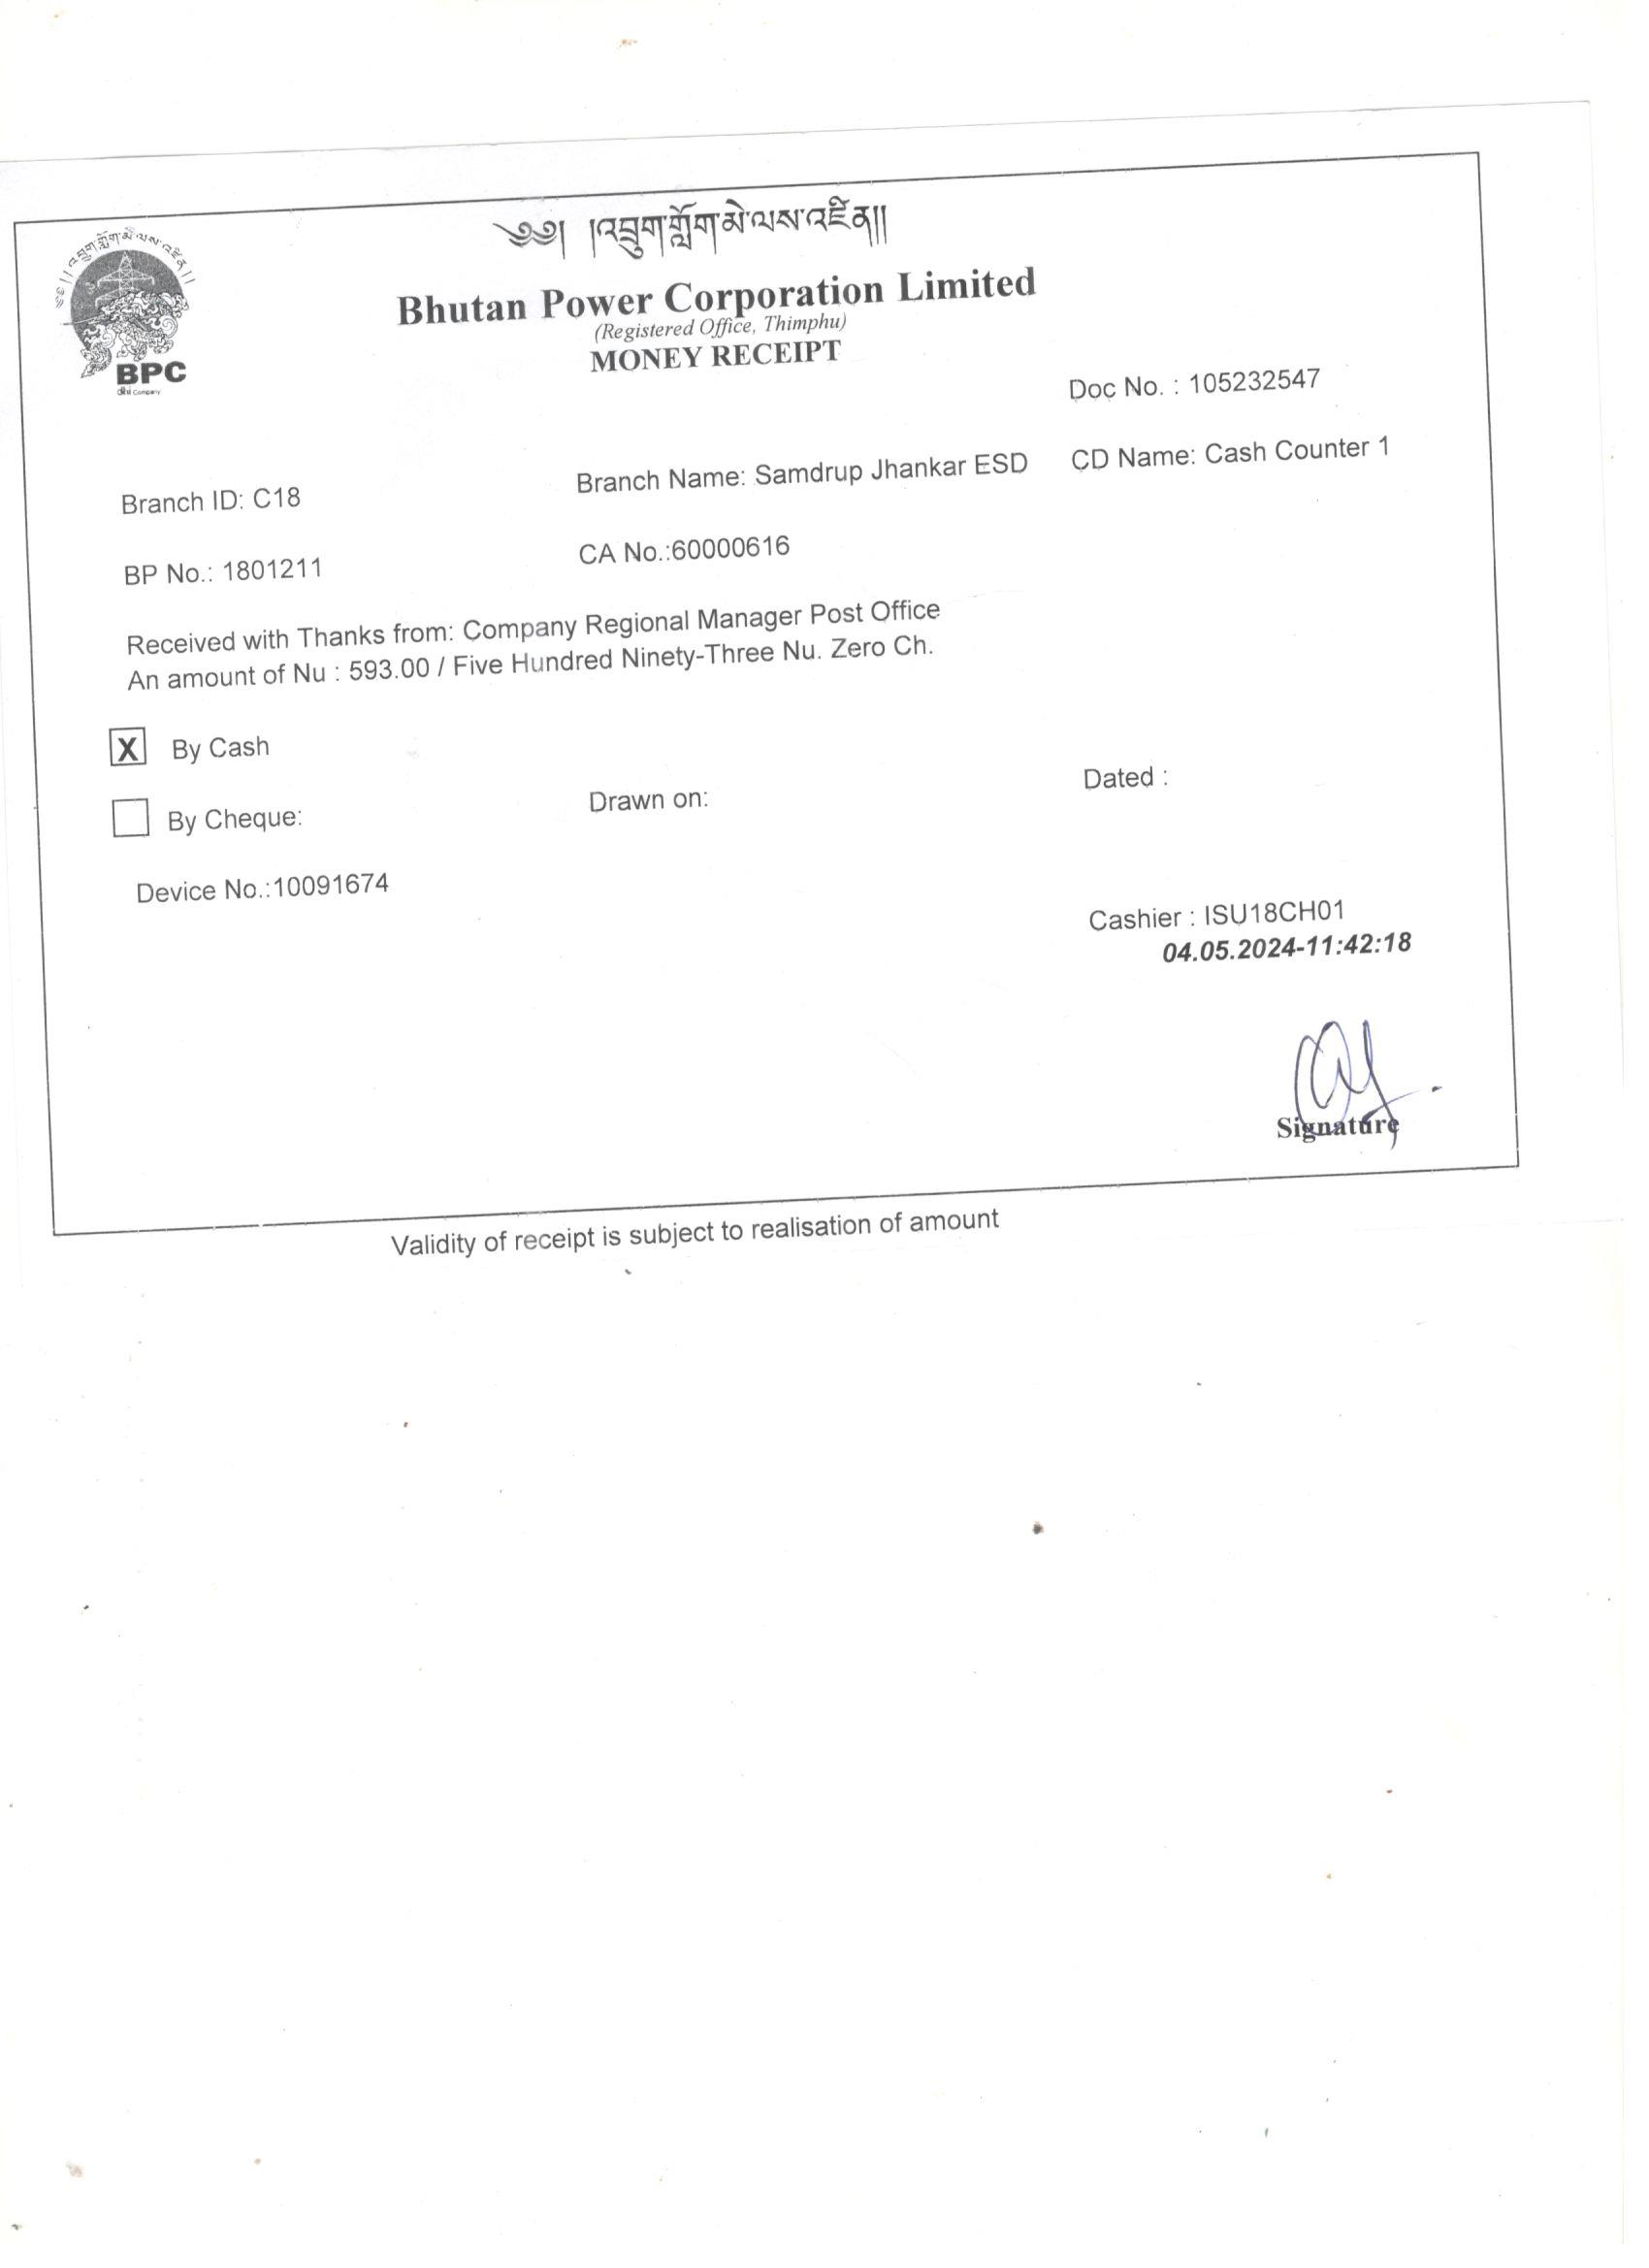 ༄༅། །འབྲུག་གློག་མེ་ལས་འཛིན།།
༄༅།།འབྲུག་གློག་མེ་ལས་འཛིན།།
BPC
Company
Bhutan Power Corporation Limited
(Registered Office, Thimphu)
MONEY RECEIPT
Doc No. : 105232547
Branch ID: C18 Branch Name: Samdrup Jhankar ESD CD Name: Cash Counter 1
BP No.: 1801211 CA No.:60000616
Received with Thanks from: Company Regional Manager Post Office
An amount of Nu : 593.00 / Five Hundred Ninety-Three Nu. Zero Ch.
X By Cash
By Cheque: Drawn on: Dated :
Device No.:10091674
Cashier : ISU18CH01
04.05.2024-11:42:18
Signature
Validity of receipt is subject to realisation of amount